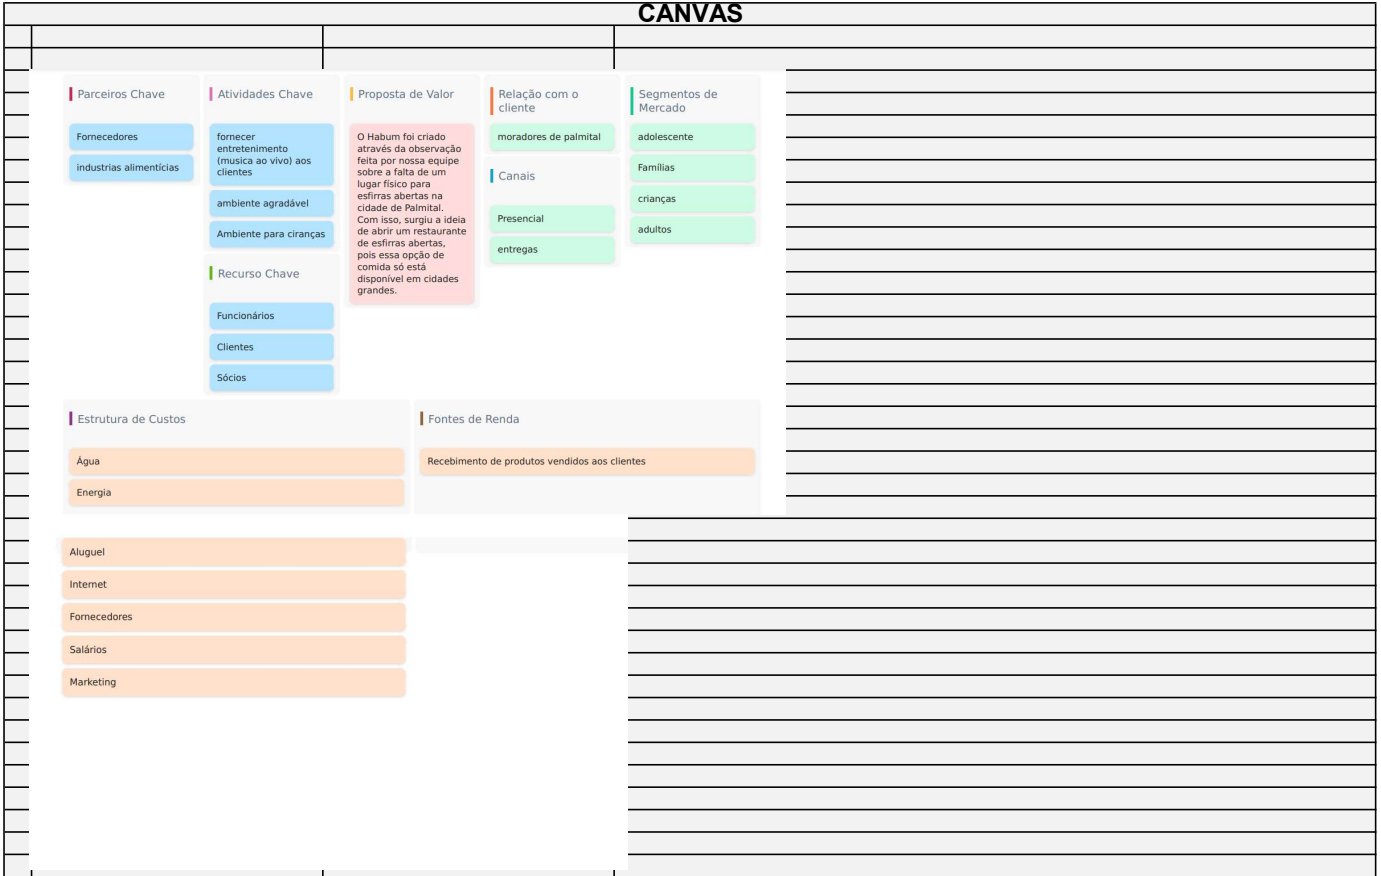 CANVAS
Parceiros Chave
Fornecedores
industrias alimentícias
Atividades Chave
fornecer
entretenimento
(musica ao vivo) aos
clientes
ambiente agradável
Ambiente para ciranças
Recurso Chave
Funcionários
Clientes
Sócios
Proposta de Valor
O Habum foi criado
através da observação
feita por nossa equipe
sobre a falta de um
lugar físico para
esfirras abertas na
cidade de Palmital.
Com isso, surgiu a ideia
de abrir um restaurante
de esfirras abertas,
pois essa opção de
comida só está
disponível em cidades
grandes.
Relação com o
cliente
moradores de palmital
Canais
Presencial
entregas
Segmentos de
Mercado
adolescente
Famílias
crianças
adultos
Estrutura de Custos
Água
Energia
Fontes de Renda
Recebimento de produtos vendidos aos clientes
Aluguel
Internet
Fornecedores
Salários
Marketing